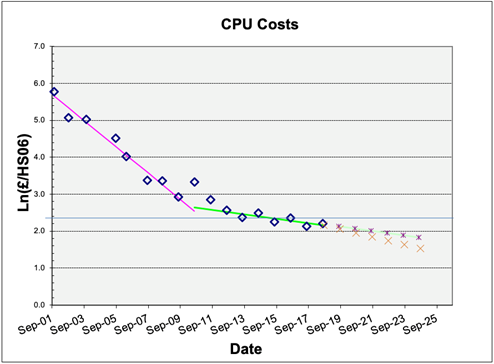 CPU Costs
7.0
6.0
5.0
4.0
3.0
2.0
1.0
0.0
Ln(£/HS06)
Sep-01 Sep-03 Sep-05 Sep-07 Sep-09 Sep-11 Sep-13 Sep-15 Sep-17 Sep-19 Sep-21 Sep-23 Sep-25
Date